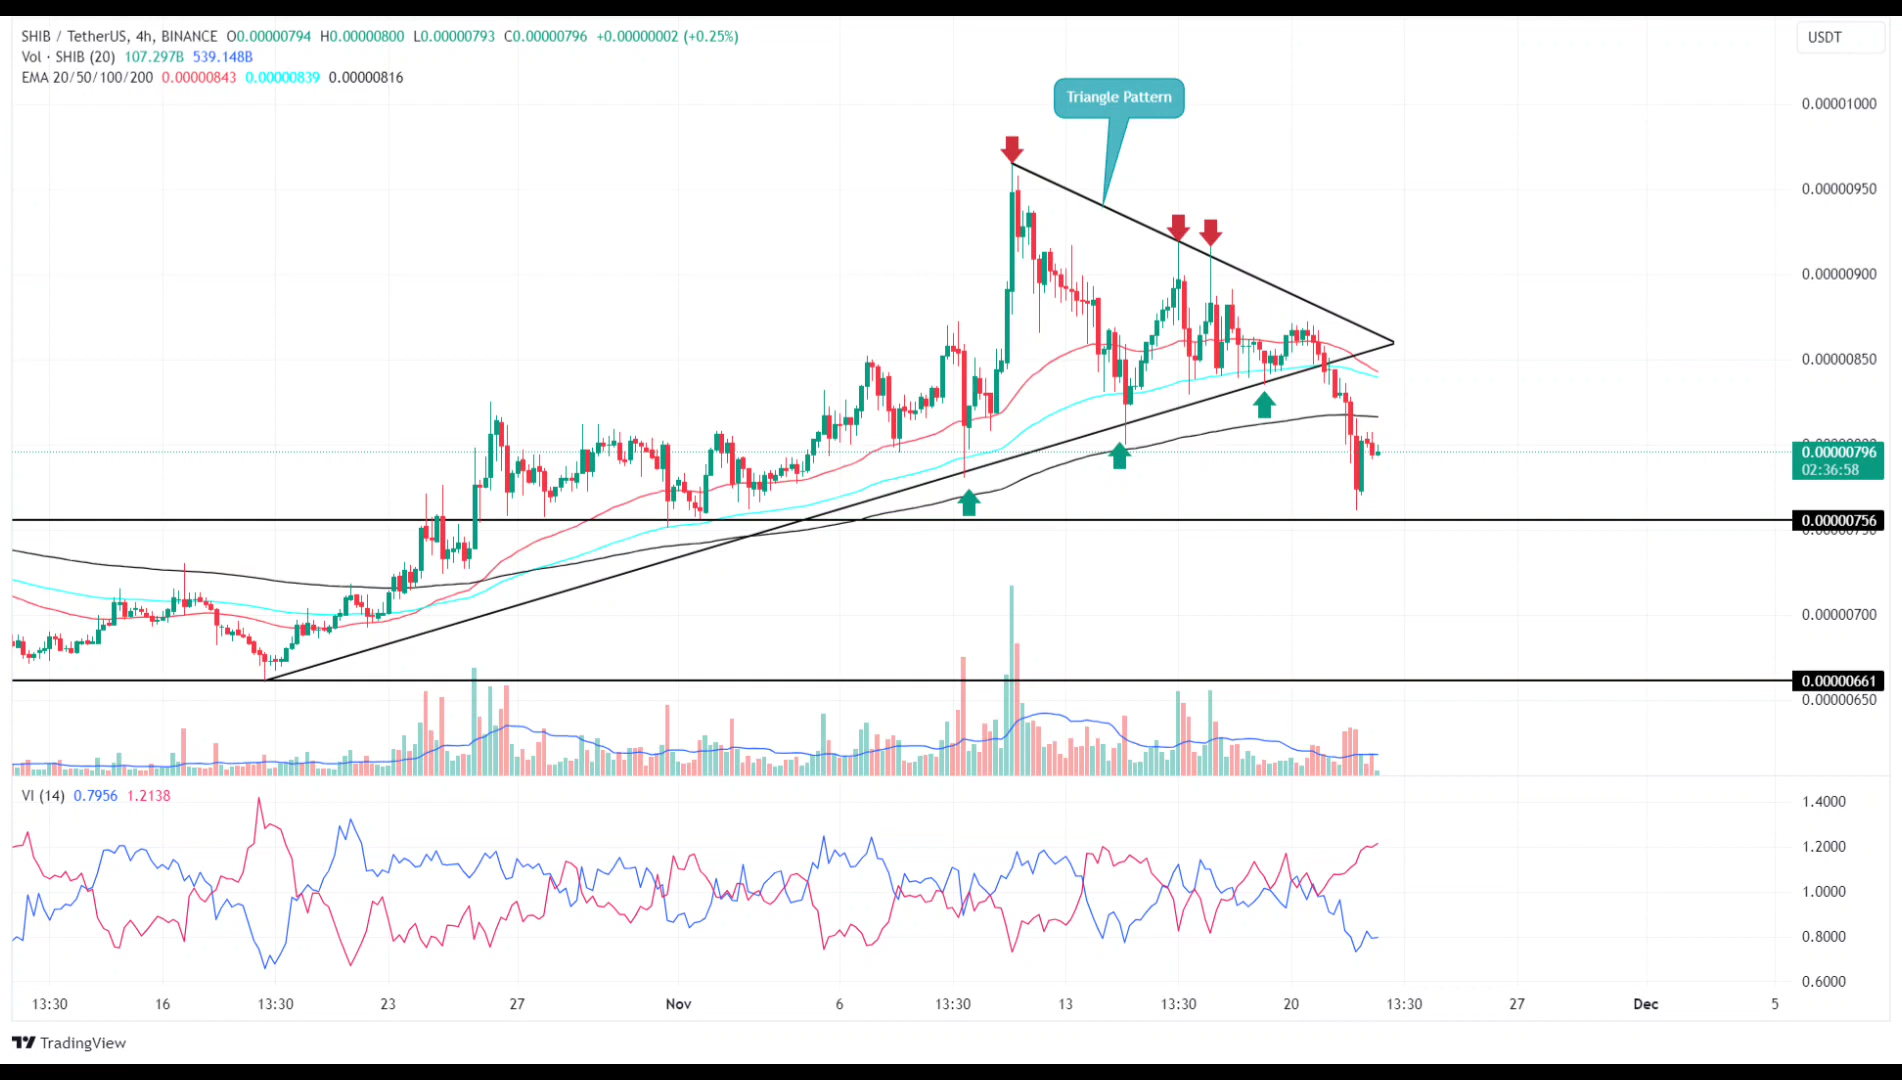 SHIB / TetherUS, 4h, BINANCE O0.00000794 H0.00000800 L0.00000793 C0.00000796 +0.00000002 (+0.25%)
Vol · SHIB (20) 107.297B 539.148B
EMA 20/50/100/200 0.00000843 0.00000839 0.00000816
USDT
Triangle Pattern
0.00001000
0.00000950
0.00000900
0.00000850
0.00000796
02:36:58
0.00000756
0.00000700
0.00000661
0.00000650
VI (14) 0.7956 1.2138
1.4000
1.2000
1.0000
0.8000
0.6000
13:30 16 13:30 23 27 Nov 6 13:30 13 13:30 20 13:30 27 Dec 5
TradingView